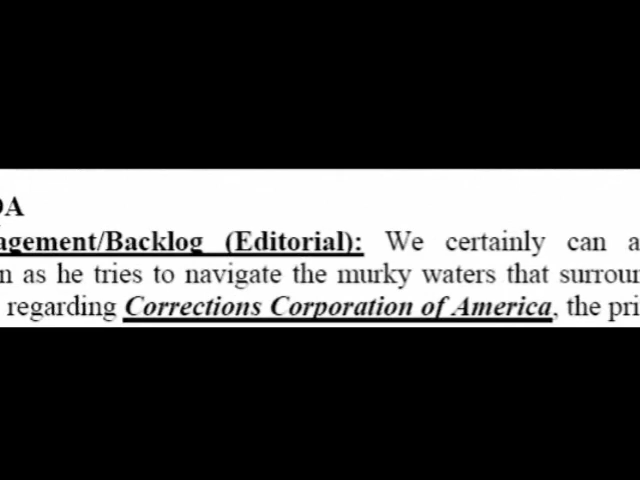 DA
agement/Backlog (Editorial): We certainly can a
n as he tries to navigate the murky waters that surroun
regarding Corrections Corporation of America, the pri